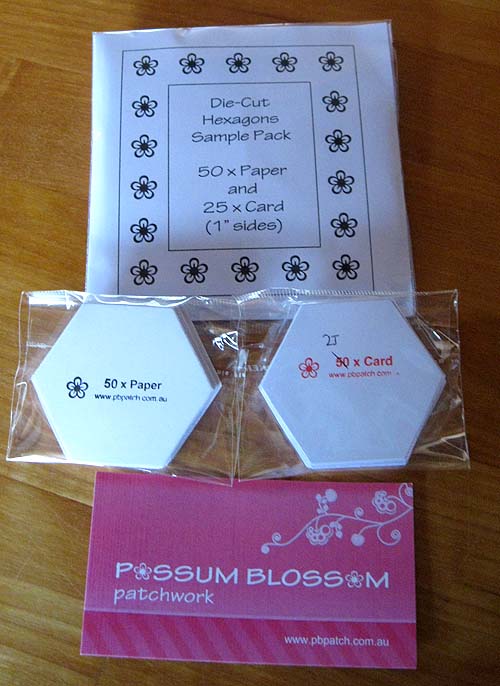 Die-Cut
Hexagons
Sample Pack
50 x Paper
and
25 x Card
(1" sides)
50 x Paper
www.pbpatch.com.au
25
50 x Card
www.pbpatch.com.a
POSSUM BLOSSOM
patchwork
www.pbpatch.com.au